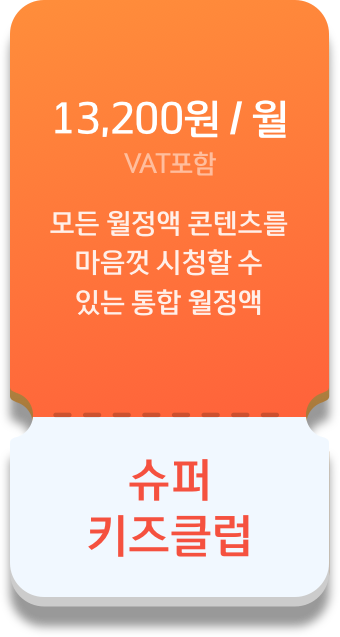 13,200원 / 월
VAT포함
모든 월정액 콘텐츠를
마음껏 시청할 수
있는 통합 월정액
슈퍼
키즈클럽